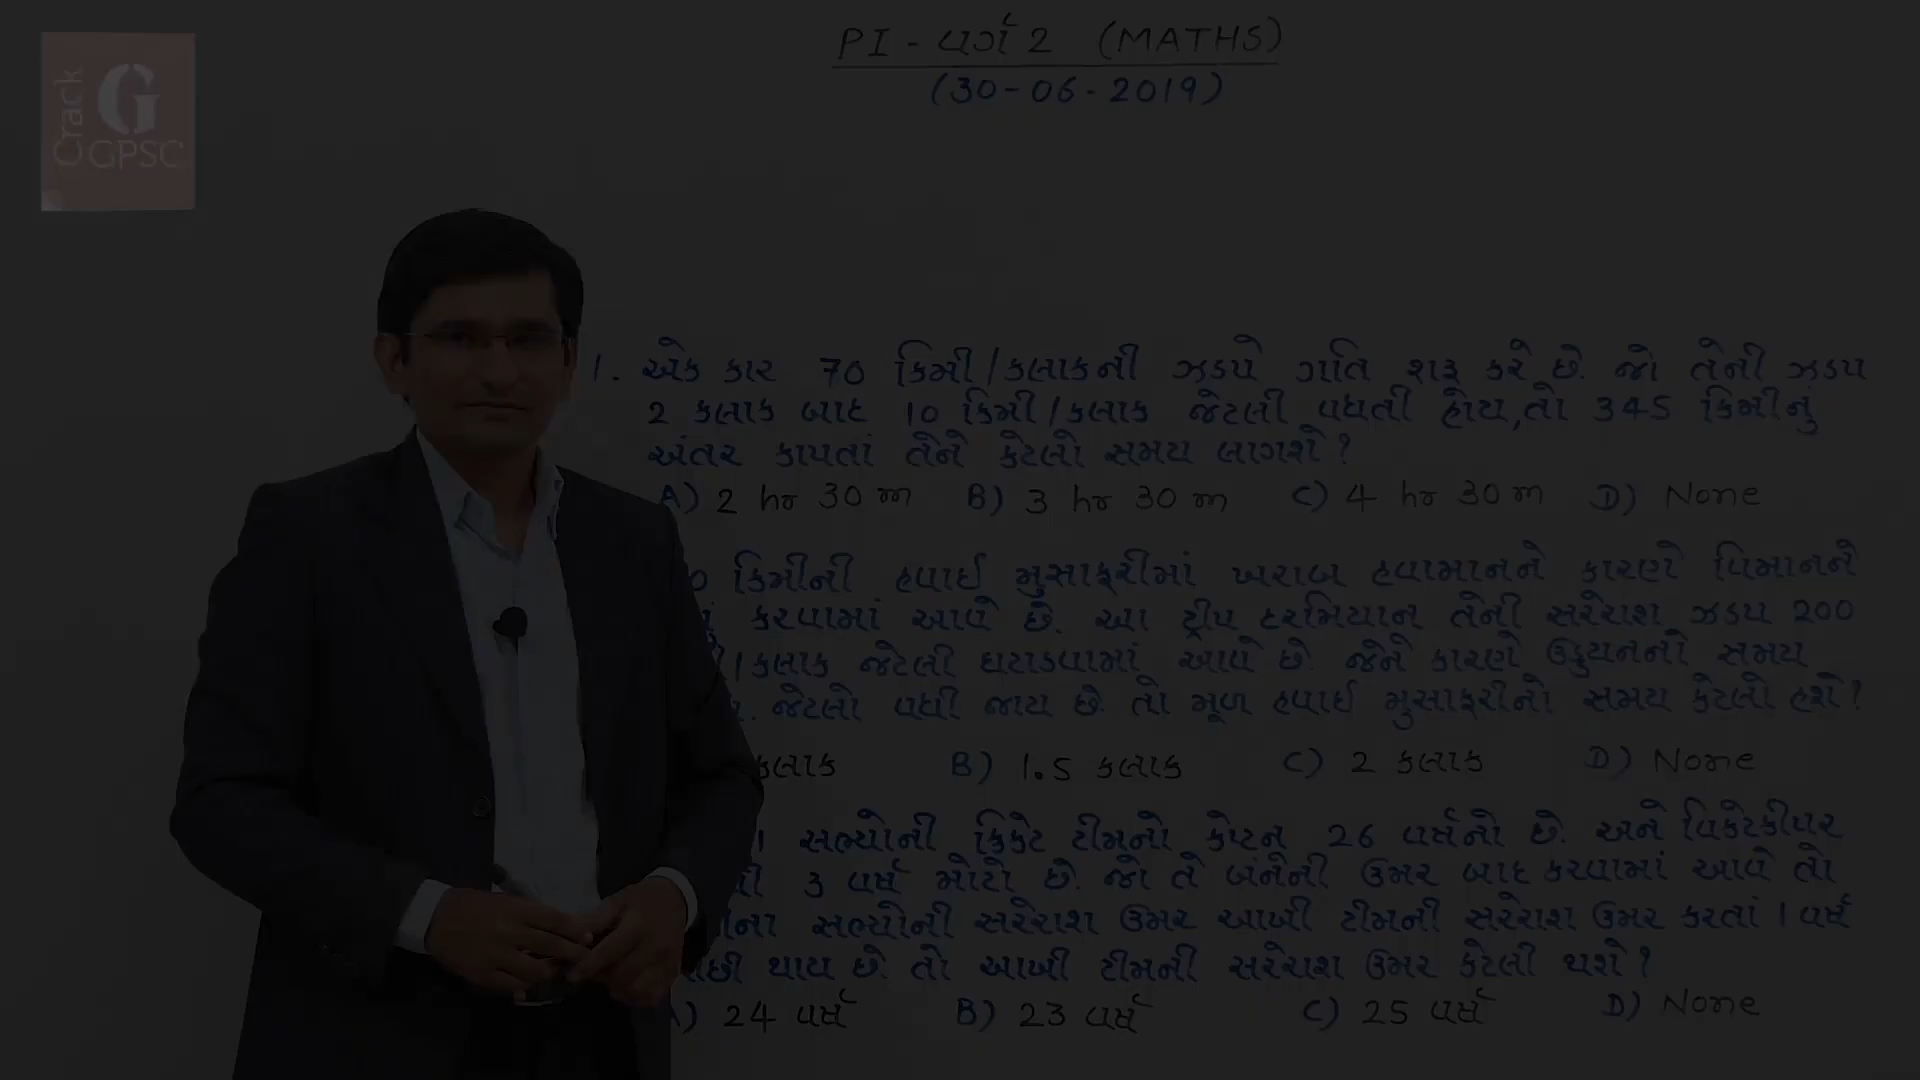 Crack
G
GPSC
PI - વર્ગ 2 (MATHS)
(30-06-2019)
1. એક કાર 70 કિમી/કલાકની ઝડપે ગતિ શરૂ કરે છે. જો તેની ઝડપ
2 કલાક બાદ 10 કિમી/કલાક જેટલી વધતી હોય, તો 345 કિમીનું
અંતર કાપતાં તેને કેટલો સમય લાગશે?
A) 2 hr 30 m B) 3 hr 30 m C) 4 hr 30 m D) None
કિમીની હવાઈ મુસાફરીમાં ખરાબ હવામાનને કારણે વિમાનને
કરવામાં આવે છે. આ ટ્રીપ દરમિયાન તેની સરેરાશ ઝડપ 200
/કલાક જેટલી ઘટાડવામાં આવે છે. જેને કારણે ઉડ્ડયનનો સમય
જેટલો વધી જાય છે. તો મૂળ હવાઈ મુસાફરીનો સમય કેટલો હશે?
કલાક B) 1.5 કલાક C) 2 કલાક D) None
સભ્યોની ક્રિકેટ ટીમનો કેપ્ટન 26 વર્ષનો છે. અને વિકેટકીપર
3 વર્ષ મોટો છે. જો તે બંનેની ઉંમર બાદ કરવામાં આવે તો
સભ્યોની સરેરાશ ઉંમર આખી ટીમની સરેરાશ ઉંમર કરતાં 1 વર્ષ
થાય છે. તો આખી ટીમની સરેરાશ ઉંમર કેટલી થશે?
A) 24 વર્ષ B) 23 વર્ષ C) 25 વર્ષ D) None